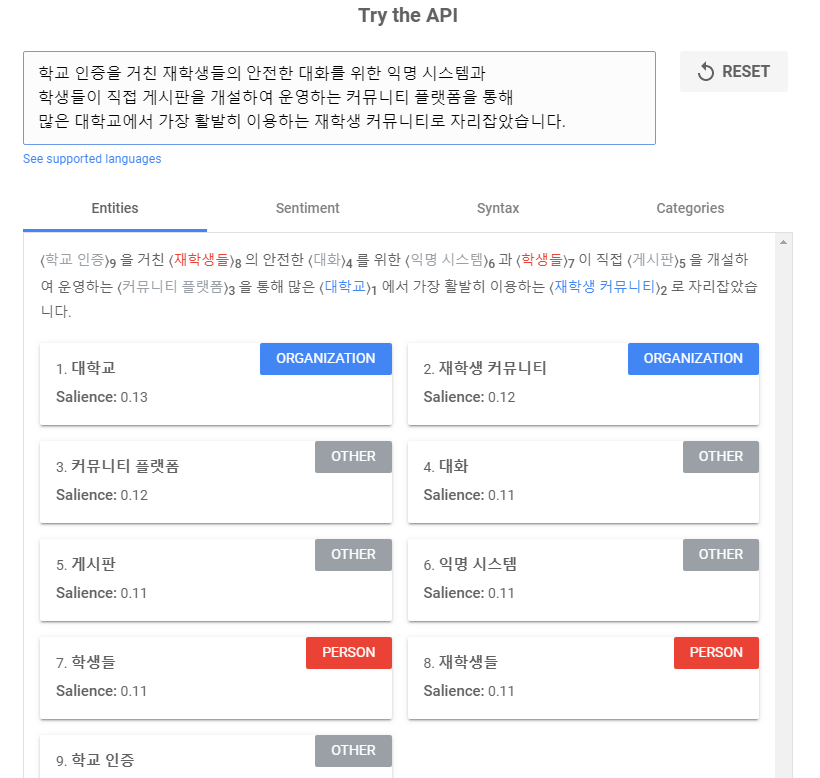 Try the API
학교 인증을 거친 재학생들의 안전한 대화를 위한 익명 시스템과
학생들이 직접 게시판을 개설하여 운영하는 커뮤니티 플랫폼을 통해
많은 대학교에서 가장 활발히 이용하는 재학생 커뮤니티로 자리잡았습니다.
RESET
See supported languages
Entities Sentiment Syntax Categories
⟨학교 인증⟩9 을 거친 ⟨재학생들⟩8 의 안전한 ⟨대화⟩4 를 위한 ⟨익명 시스템⟩6 과 ⟨학생들⟩7 이 직접 ⟨게시판⟩5 을 개설하
여 운영하는 ⟨커뮤니티 플랫폼⟩3 을 통해 많은 ⟨대학교⟩1 에서 가장 활발히 이용하는 ⟨재학생 커뮤니티⟩2 로 자리잡았습
니다.
1. 대학교 ORGANIZATION
Salience: 0.13
2. 재학생 커뮤니티 ORGANIZATION
Salience: 0.12
3. 커뮤니티 플랫폼 OTHER
Salience: 0.12
4. 대화 OTHER
Salience: 0.11
5. 게시판 OTHER
Salience: 0.11
6. 익명 시스템 OTHER
Salience: 0.11
7. 학생들 PERSON
Salience: 0.11
8. 재학생들 PERSON
Salience: 0.11
9. 학교 인증 OTHER